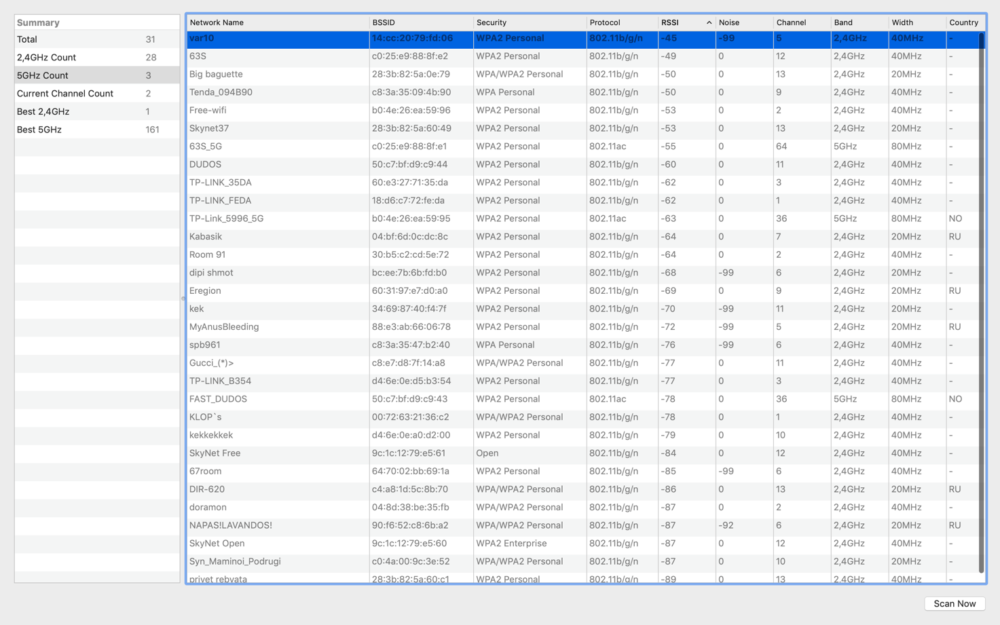 Summary
Total 31
2,4GHz Count 28
5GHz Count 3
Current Channel Count 2
Best 2,4GHz 1
Best 5GHz 161
Network Name BSSID Security Protocol RSSI Noise Channel Band Width Country
var10 14:cc:20:79:fd:06 WPA2 Personal 802.11b/g/n -45 -99 5 2,4GHz 40MHz -
63S c0:25:e9:88:8f:e2 WPA2 Personal 802.11b/g/n -49 0 12 2,4GHz 40MHz -
Big baguette 28:3b:82:5a:0e:79 WPA/WPA2 Personal 802.11b/g/n -50 0 13 2,4GHz 20MHz -
Tenda_094B90 c8:3a:35:09:4b:90 WPA Personal 802.11b/g/n -50 0 9 2,4GHz 40MHz -
Free-wifi b0:4e:26:ea:59:96 WPA2 Personal 802.11b/g/n -53 0 2 2,4GHz 40MHz -
Skynet37 28:3b:82:5a:60:49 WPA2 Personal 802.11b/g/n -53 0 13 2,4GHz 20MHz -
63S_5G c0:25:e9:88:8f:e1 WPA2 Personal 802.11ac -55 0 64 5GHz 80MHz -
DUDOS 50:c7:bf:d9:c9:44 WPA2 Personal 802.11b/g/n -60 0 11 2,4GHz 40MHz -
TP-LINK_35DA 60:e3:27:71:35:da WPA2 Personal 802.11b/g/n -62 0 3 2,4GHz 40MHz -
TP-LINK_FEDA 18:d6:c7:72:fe:da WPA2 Personal 802.11b/g/n -62 0 1 2,4GHz 40MHz -
TP-Link_5996_5G b0:4e:26:ea:59:95 WPA2 Personal 802.11ac -63 0 36 5GHz 80MHz NO
Kabasik 04:bf:6d:0c:dc:8c WPA2 Personal 802.11b/g/n -64 0 7 2,4GHz 20MHz RU
Room 91 30:b5:c2:cd:5e:72 WPA2 Personal 802.11b/g/n -64 0 2 2,4GHz 40MHz -
dipi shmot bc:ee:7b:6b:fd:b0 WPA2 Personal 802.11b/g/n -68 -99 6 2,4GHz 20MHz -
Eregion 60:31:97:e7:d0:a0 WPA2 Personal 802.11b/g/n -69 0 9 2,4GHz 20MHz RU
kek 34:69:87:40:f4:7f WPA2 Personal 802.11b/g/n -70 -99 11 2,4GHz 40MHz -
MyAnusBleeding 88:e3:ab:66:06:78 WPA2 Personal 802.11b/g/n -72 -99 5 2,4GHz 20MHz RU
spb961 c8:3a:35:47:b2:40 WPA Personal 802.11b/g/n -76 -99 6 2,4GHz 40MHz -
Gucci_(*)> c8:e7:d8:7f:14:a8 WPA/WPA2 Personal 802.11b/g/n -77 0 11 2,4GHz 40MHz -
TP-LINK_B354 d4:6e:0e:d5:b3:54 WPA2 Personal 802.11b/g/n -77 0 3 2,4GHz 40MHz -
FAST_DUDOS 50:c7:bf:d9:c9:43 WPA2 Personal 802.11ac -78 0 36 5GHz 80MHz NO
KLOP`s 00:72:63:21:36:c2 WPA/WPA2 Personal 802.11b/g/n -78 0 1 2,4GHz 40MHz -
kekkekkek d4:6e:0e:a0:d2:00 WPA2 Personal 802.11b/g/n -79 0 10 2,4GHz 40MHz -
SkyNet Free 9c:1c:12:79:e5:61 Open 802.11b/g/n -84 0 12 2,4GHz 40MHz -
67room 64:70:02:bb:69:1a WPA2 Personal 802.11b/g/n -85 -99 6 2,4GHz 40MHz -
DIR-620 c4:a8:1d:5c:8b:70 WPA/WPA2 Personal 802.11b/g/n -86 0 13 2,4GHz 20MHz RU
doramon 04:8d:38:be:35:fb WPA/WPA2 Personal 802.11b/g/n -87 0 2 2,4GHz 40MHz -
NAPAS!LAVANDOS! 90:f6:52:c8:6b:a2 WPA/WPA2 Personal 802.11b/g/n -87 -92 6 2,4GHz 20MHz RU
SkyNet Open 9c:1c:12:79:e5:60 WPA2 Enterprise 802.11b/g/n -87 0 12 2,4GHz 40MHz -
Syn_Maminoi_Podrugi c0:4a:00:9c:3e:52 WPA/WPA2 Personal 802.11b/g/n -87 0 10 2,4GHz 20MHz -
privet rebyata 28:3b:82:5a:60:c1 WPA2 Personal 802.11b/g/n -89 0 13 2,4GHz 20MHz -
Scan Now